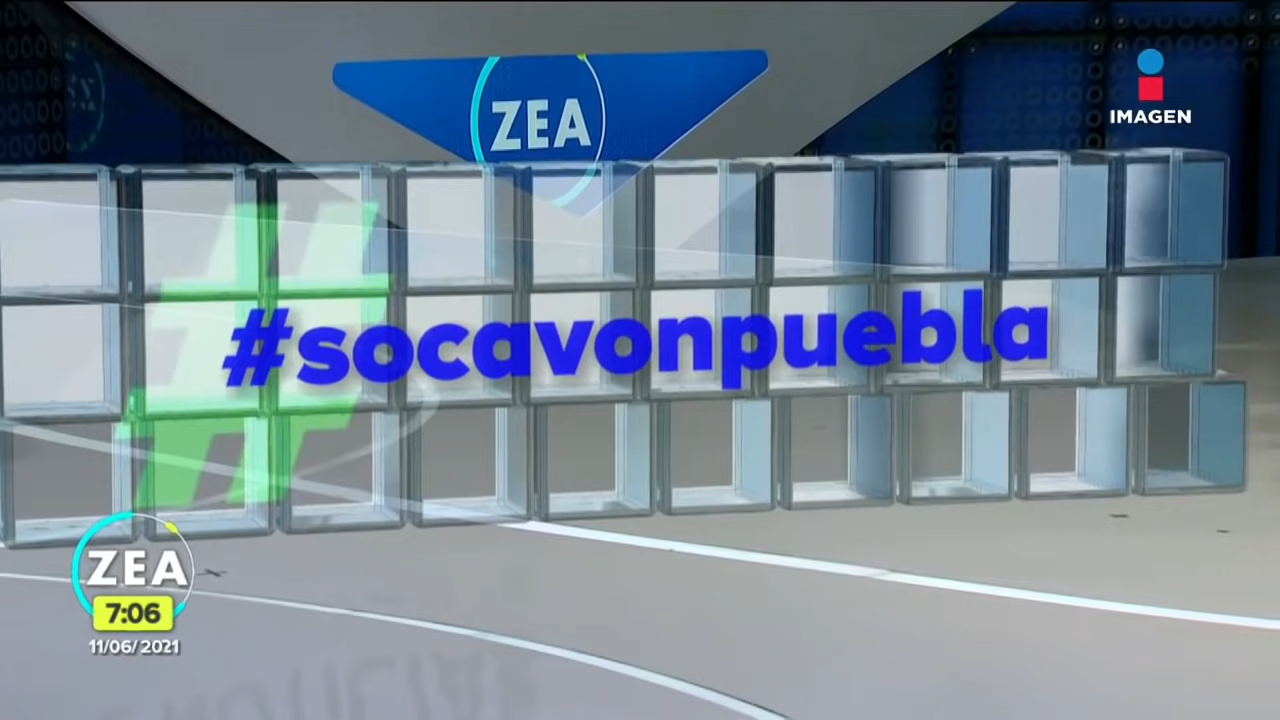 ZEA
IMAGEN
#
#socavonpuebla
ZEA
7:06
11/06/2021